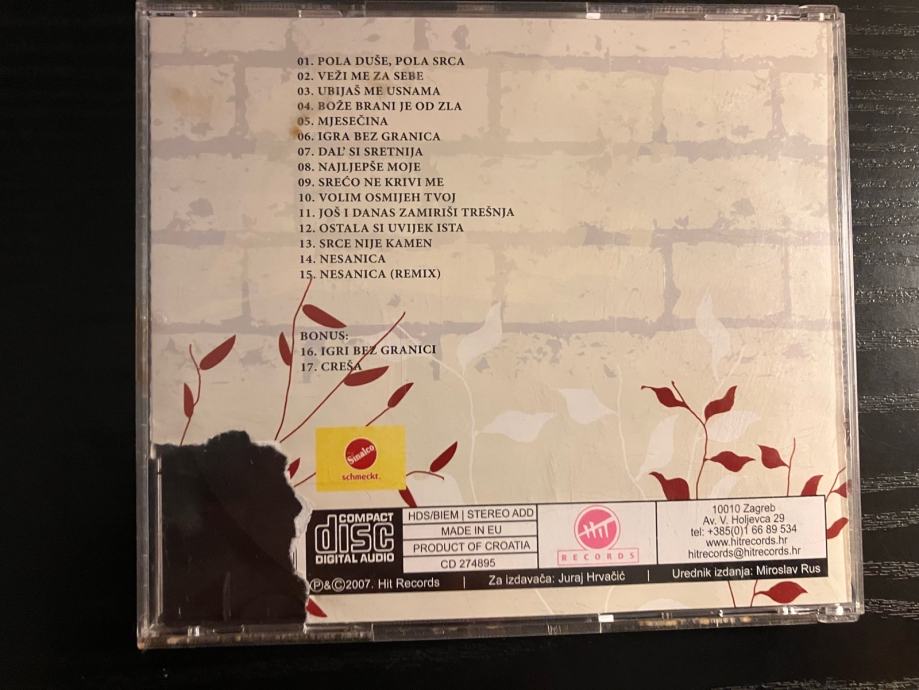 01. POLA DUŠE, POLA SRCA
02. VEŽI ME ZA SEBE
03. UBIJAŠ ME USNAMA
04. BOŽE BRANI JE OD ZLA
05. MJESEČINA
06. IGRA BEZ GRANICA
07. DAL' SI SRETNIJA
08. NAJLJEPŠE MOJE
09. SREĆO NE KRIVI ME
10. VOLIM OSMIJEH TVOJ
11. JOŠ I DANAS ZAMIRIŠI TREŠNJA
12. OSTALA SI UVIJEK ISTA
13. SRCE NIJE KAMEN
14. NESANICA
15. NESANICA (REMIX)
BONUS:
16. IGRI BEZ GRANICI
17. CREŠA
Sinalco
schmeckt.
COMPACT
disc
DIGITAL AUDIO
HDS/BIEM | STEREO ADD
MADE IN EU
PRODUCT OF CROATIA
CD 274895
HIT
RECORDS
10010 Zagreb
Av. V. Holjevca 29
tel: +385(0)1 66 89 534
www.hitrecords.hr
hitrecords@hitrecords.hr
℗&©2007. Hit Records | Za izdavača: Juraj Hrvačić | Urednik izdanja: Miroslav Rus